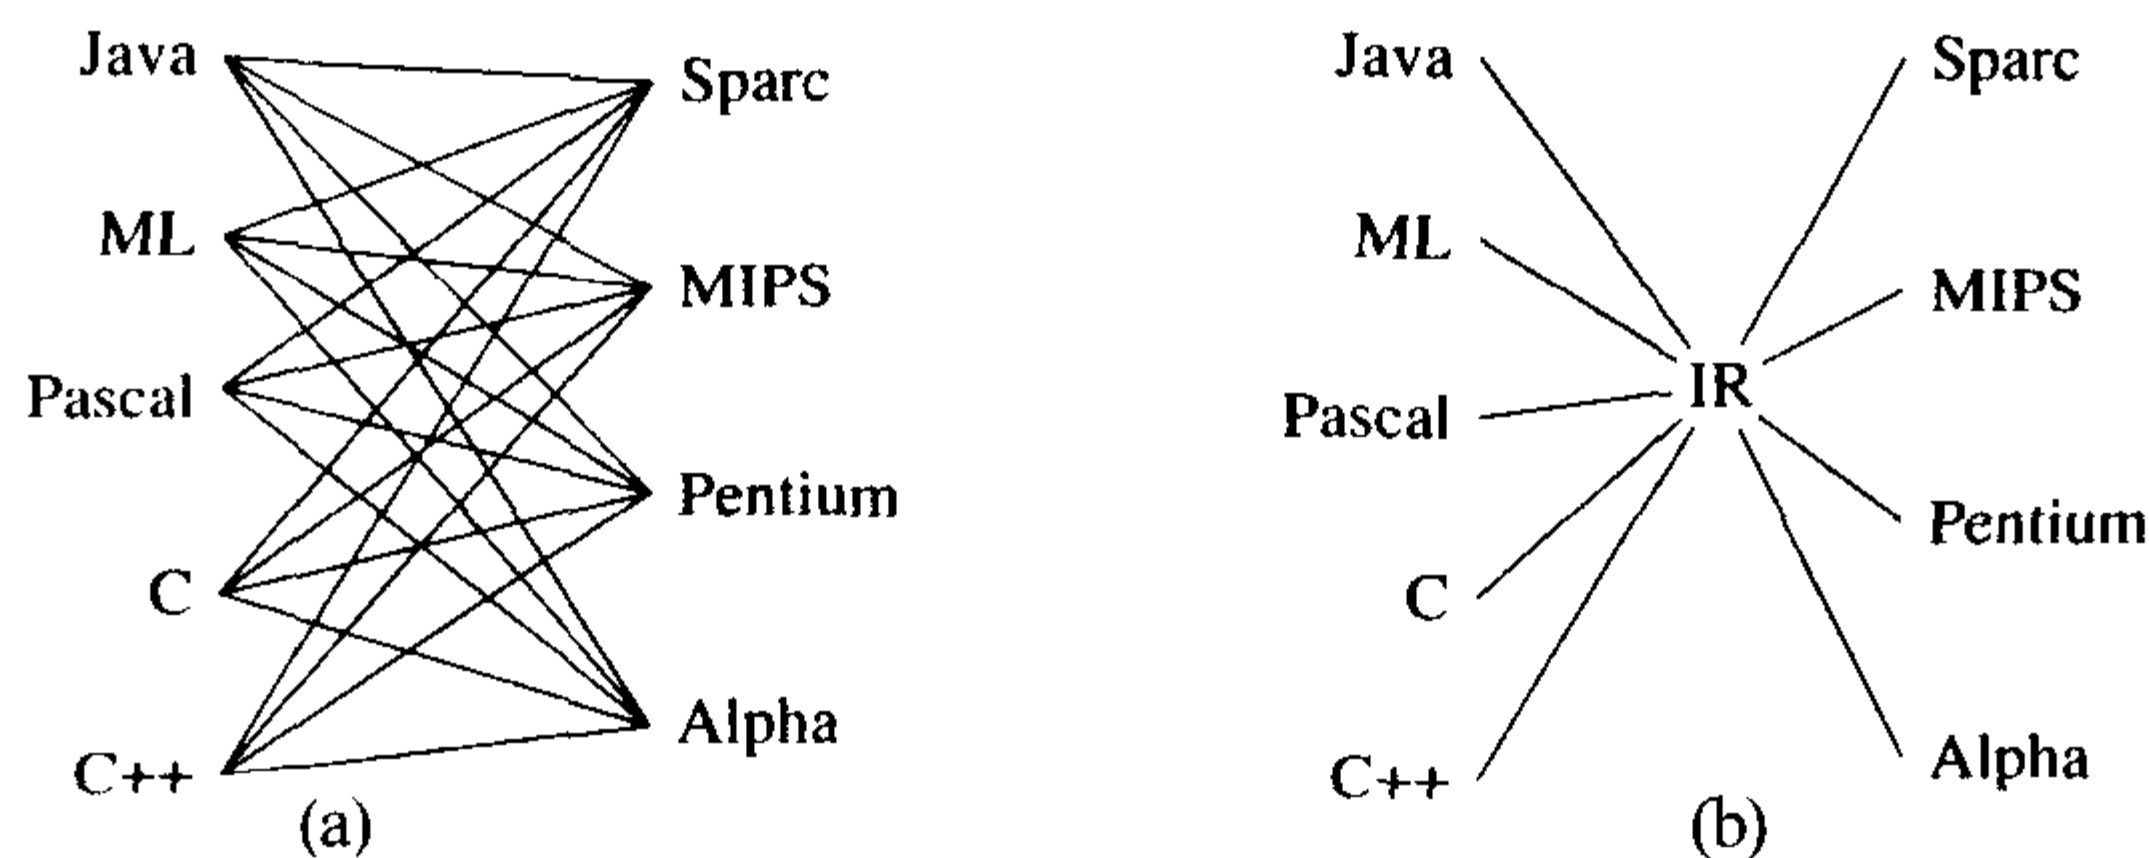 Java
ML
Pascal
C
C++
Sparc
MIPS
Pentium
Alpha
(a)
Java
ML
Pascal
C
C++
IR
Sparc
MIPS
Pentium
Alpha
(b)